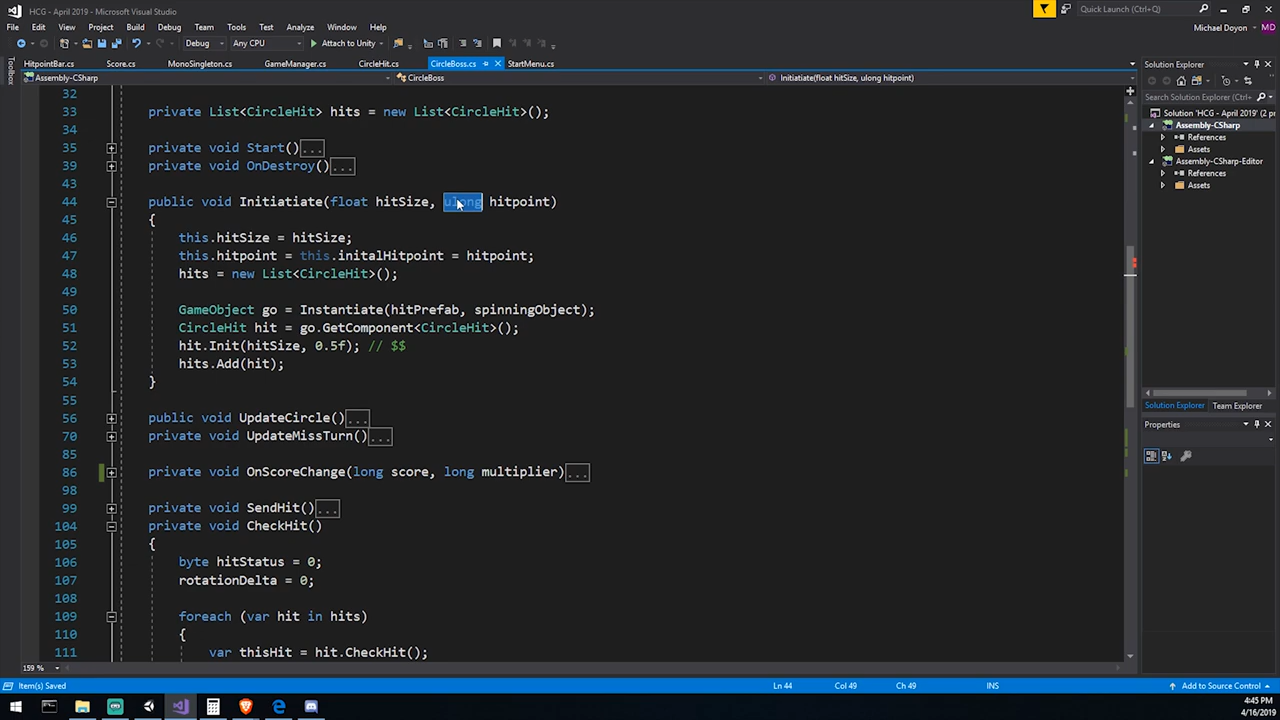 HCG - April 2019 - Microsoft Visual Studio
Quick Launch (Ctrl+Q)
File Edit View Project Build Debug Team Tools Test Analyze Window Help
Michael Doyon MD
Debug Any CPU Attach to Unity
Toolbox
HitpointBar.cs Score.cs MonoSingleton.cs GameManager.cs CircleHit.cs CircleBoss.cs StartMenu.cs
Assembly-CSharp CircleBoss Initiatiate(float hitSize, ulong hitpoint)
32
33 private List<CircleHit> hits = new List<CircleHit>();
34
35 private void Start()...
39 private void OnDestroy()...
43
44 public void Initiatiate(float hitSize, ulong hitpoint)
45 {
46 this.hitSize = hitSize;
47 this.hitpoint = this.initalHitpoint = hitpoint;
48 hits = new List<CircleHit>();
49
50 GameObject go = Instantiate(hitPrefab, spinningObject);
51 CircleHit hit = go.GetComponent<CircleHit>();
52 hit.Init(hitSize, 0.5f); // $$
53 hits.Add(hit);
54 }
55
56 public void UpdateCircle()...
70 private void UpdateMissTurn()...
85
86 private void OnScoreChange(long score, long multiplier)...
98
99 private void SendHit()...
104 private void CheckHit()
105 {
106 byte hitStatus = 0;
107 rotationDelta = 0;
108
109 foreach (var hit in hits)
110 {
111 var thisHit = hit.CheckHit();
159 %
Solution Explorer
Search Solution Explorer (Ctrl+;)
Solution 'HCG - April 2019' (2 p
Assembly-CSharp
References
Assets
Assembly-CSharp-Editor
References
Assets
Solution Explorer Team Explorer
Properties
Item(s) Saved Ln 44 Col 49 Ch 49 INS Add to Source Control
4:45 PM
4/16/2019